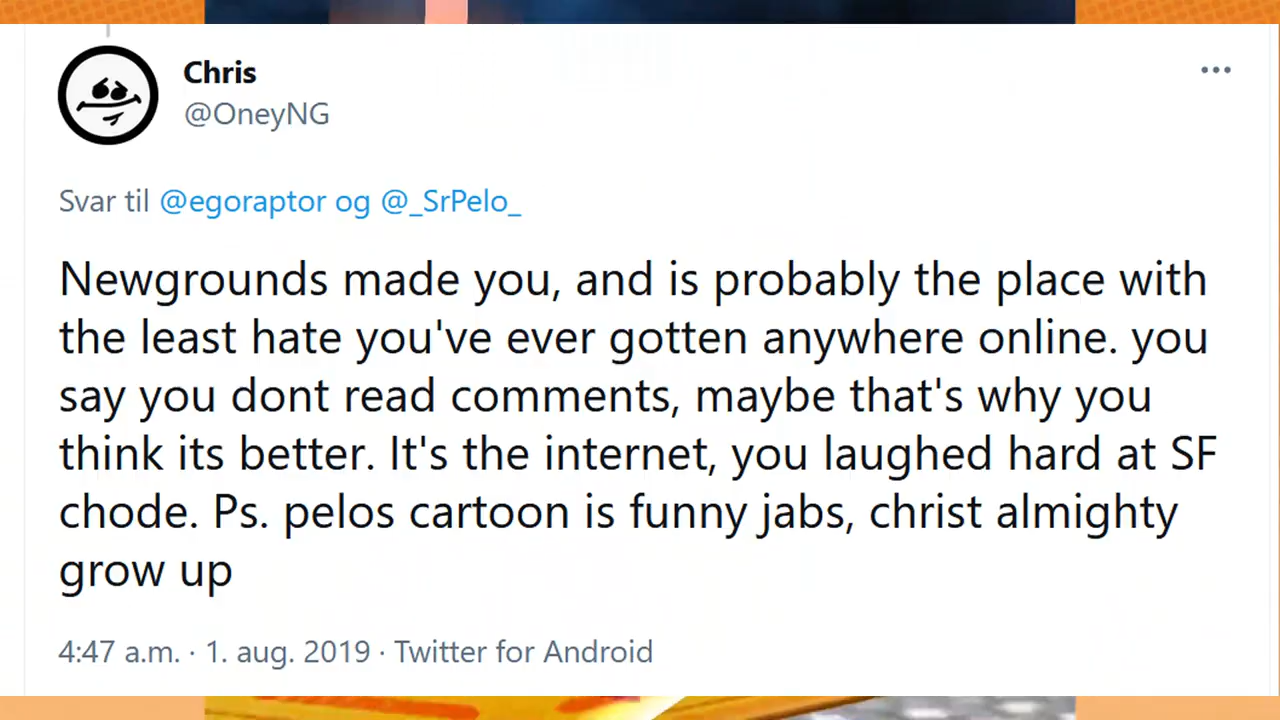 Chris
@OneyNG
Svar til @egoraptor og @_SrPelo_
Newgrounds made you, and is probably the place with
the least hate you've ever gotten anywhere online. you
say you dont read comments, maybe that's why you
think its better. It's the internet, you laughed hard at SF
chode. Ps. pelos cartoon is funny jabs, christ almighty
grow up
4:47 a.m. · 1. aug. 2019 · Twitter for Android